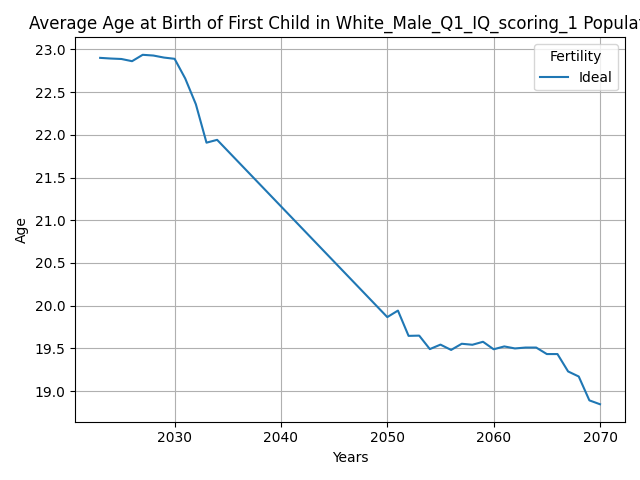 Average Age at Birth of First Child in White_Male_Q1_IQ_scoring_1 Popula
Fertility
Ideal
23.0
22.5
22.0
21.5
21.0
20.5
20.0
19.5
19.0
Age
2030 2040 2050 2060 2070
Years